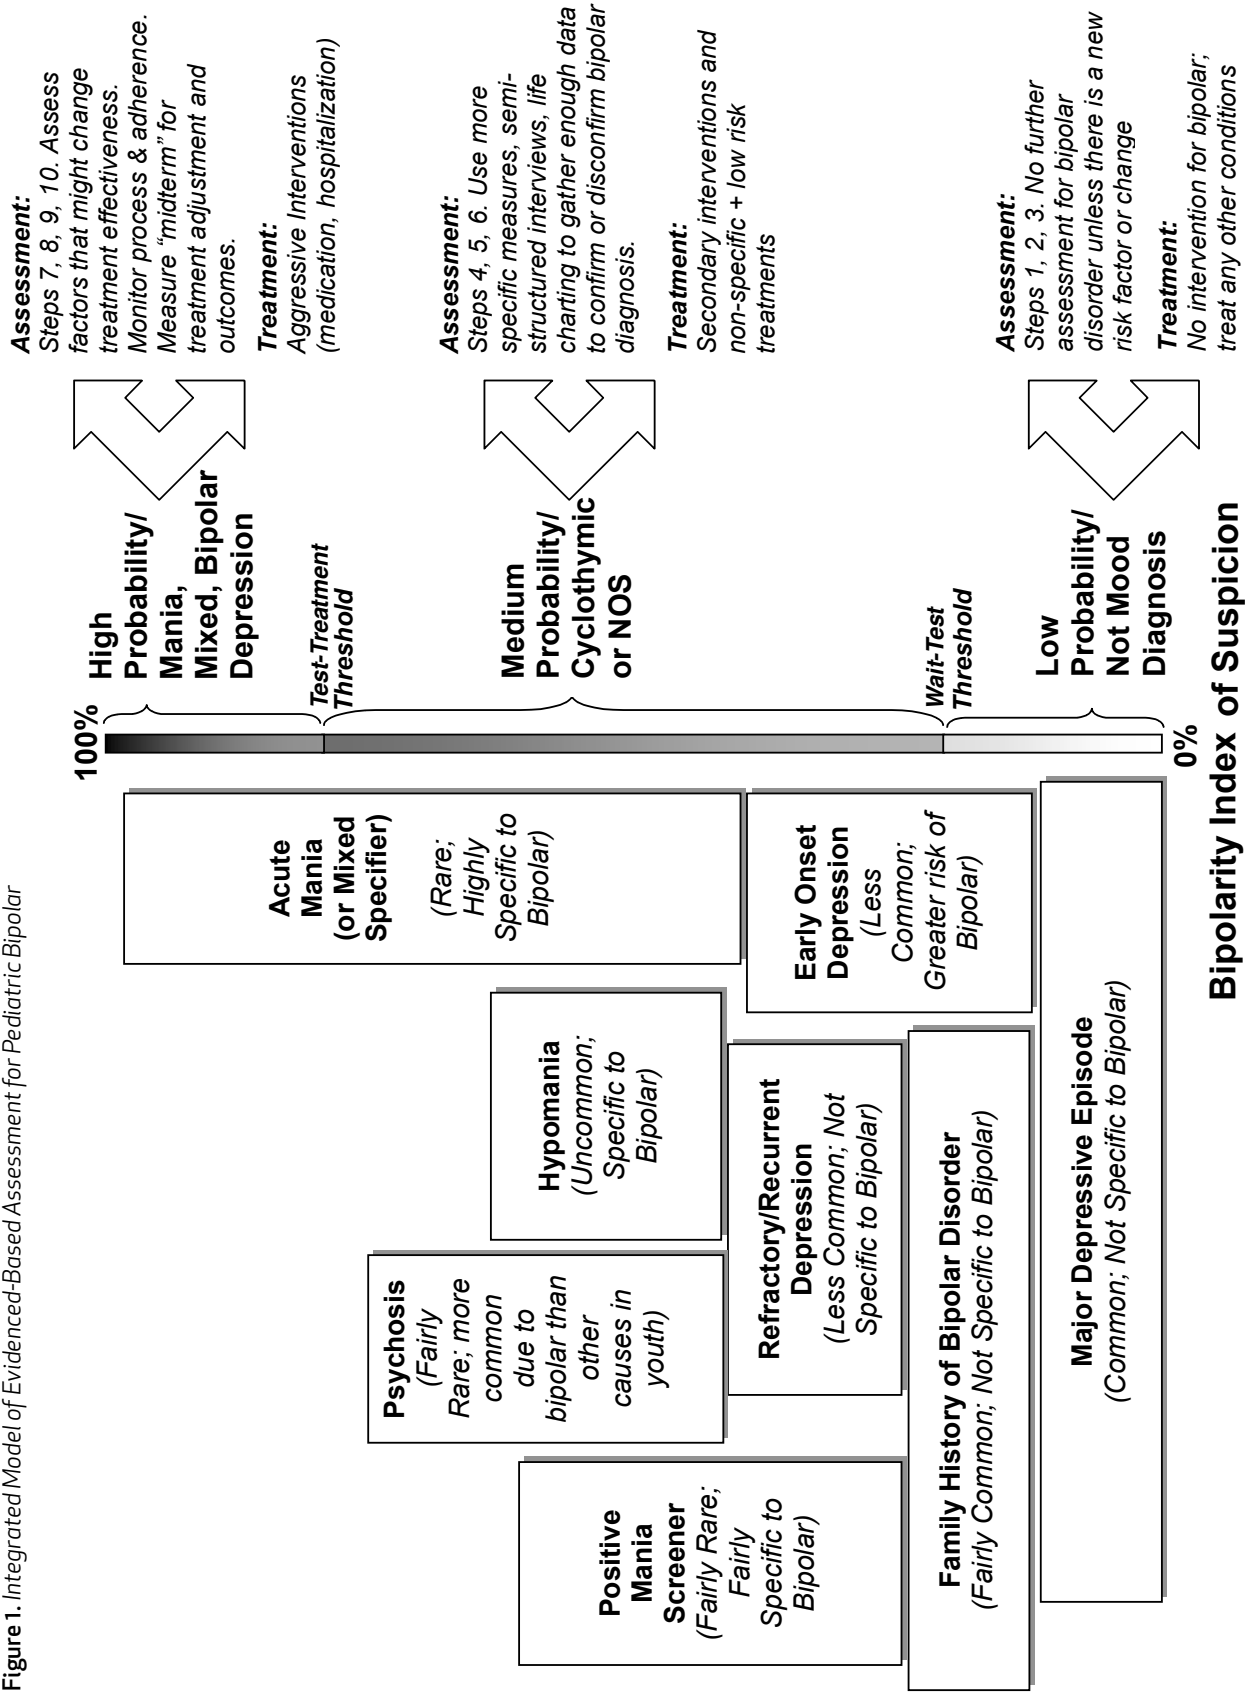 Figure 1. Integrated Model of Evidenced-Based Assessment for Pediatric Bipolar
Positive
Mania
Screener
(Fairly Rare;
Fairly
Specific to
Bipolar)
Psychosis
(Fairly
Rare; more
common
due to
bipolar than
other
causes in
youth)
Hypomania
(Uncommon;
Specific to
Bipolar)
Acute
Mania
(or Mixed
Specifier)
(Rare;
Highly
Specific to
Bipolar)
Refractory/Recurrent
Depression
(Less Common; Not
Specific to Bipolar)
Early Onset
Depression
(Less
Common;
Greater risk of
Bipolar)
Family History of Bipolar Disorder
(Fairly Common; Not Specific to Bipolar)
Major Depressive Episode
(Common; Not Specific to Bipolar)
100%
High
Probability/
Mania,
Mixed, Bipolar
Depression
Test-Treatment
Threshold
Medium
Probability/
Cyclothymic
or NOS
Wait-Test
Threshold
Low
Probability/
Not Mood
Diagnosis
0%
Bipolarity Index of Suspicion
Assessment:
Steps 7, 8, 9, 10. Assess
factors that might change
treatment effectiveness.
Monitor process & adherence.
Measure “midterm” for
treatment adjustment and
outcomes.
Treatment:
Aggressive Interventions
(medication, hospitalization)
Assessment:
Steps 4, 5, 6. Use more
specific measures, semi-
structured interviews, life
charting to gather enough data
to confirm or disconfirm bipolar
diagnosis.
Treatment:
Secondary interventions and
non-specific + low risk
treatments
Assessment:
Steps 1, 2, 3. No further
assessment for bipolar
disorder unless there is a new
risk factor or change
Treatment:
No intervention for bipolar;
treat any other conditions